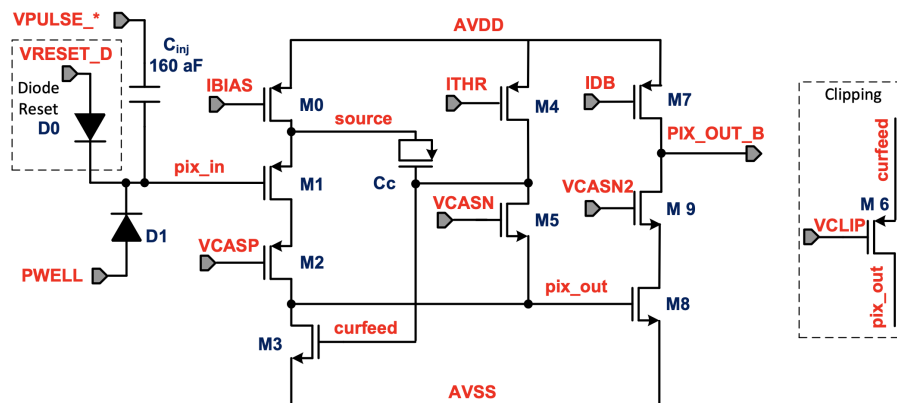 VPULSE_*
VRESET_D
Diode
Reset
D0
Cinj
160 aF
AVDD
IBIAS
M0
source
ITHR
M4
IDB
M7
PIX_OUT_B
Clipping
curfeed
pix_in
M1
Cc
VCASN
M5
VCASN2
M 9
M 6
VCLIP
D1
PWELL
VCASP
M2
pix_out
M8
pix_out
M3
curfeed
AVSS